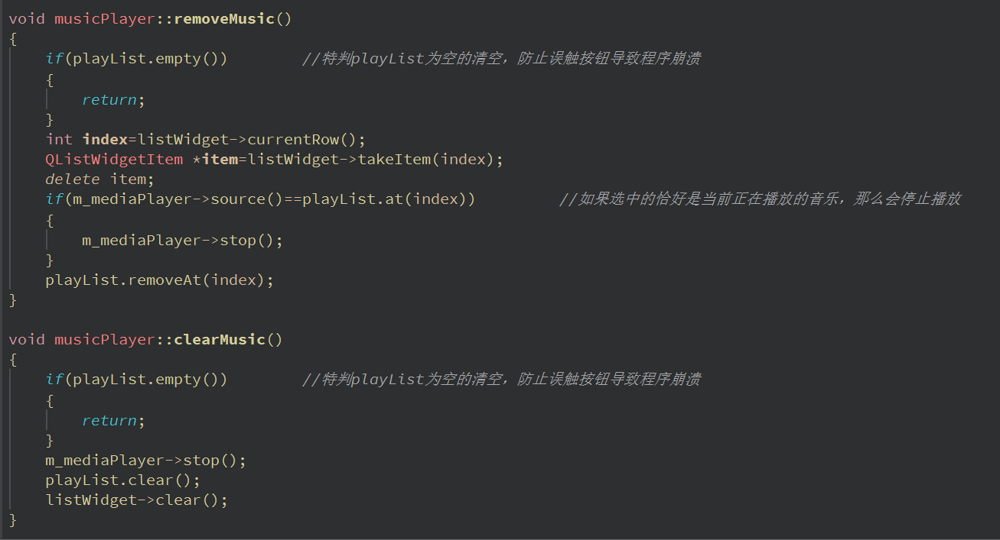 void musicPlayer::removeMusic()
{
    if(playList.empty())        //特判playList为空的清空，防止误触按钮导致程序崩溃
    {
        return;
    }
    int index=listWidget->currentRow();
    QListWidgetItem *item=listWidget->takeItem(index);
    delete item;
    if(m_mediaPlayer->source()==playList.at(index))         //如果选中的恰好是当前正在播放的音乐，那么会停止播放
    {
        m_mediaPlayer->stop();
    }
    playList.removeAt(index);
}

void musicPlayer::clearMusic()
{
    if(playList.empty())        //特判playList为空的清空，防止误触按钮导致程序崩溃
    {
        return;
    }
    m_mediaPlayer->stop();
    playList.clear();
    listWidget->clear();
}